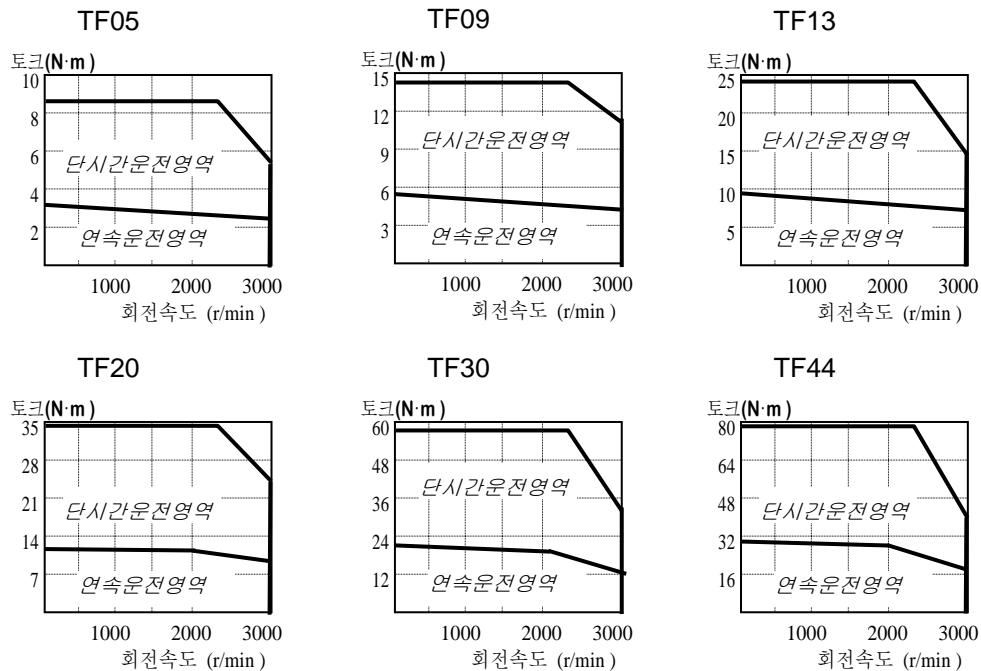 TF05
토크(N·m )
10
8
6
4
2
단시간운전영역
연속운전영역
1000 2000 3000
회전속도 (r/min )
TF09
토크(N·m )
15
12
9
6
3
단시간운전영역
연속운전영역
1000 2000 3000
회전속도 (r/min )
TF13
토크(N·m )
25
20
15
10
5
단시간운전영역
연속운전영역
1000 2000 3000
회전속도 (r/min )
TF20
토크(N·m )
35
28
21
14
7
단시간운전영역
연속운전영역
1000 2000 3000
회전속도 (r/min )
TF30
토크(N·m )
60
48
36
24
12
단시간운전영역
연속운전영역
1000 2000 3000
회전속도 (r/min )
TF44
토크(N·m )
80
64
48
32
16
단시간운전영역
연속운전영역
1000 2000 3000
회전속도 (r/min )